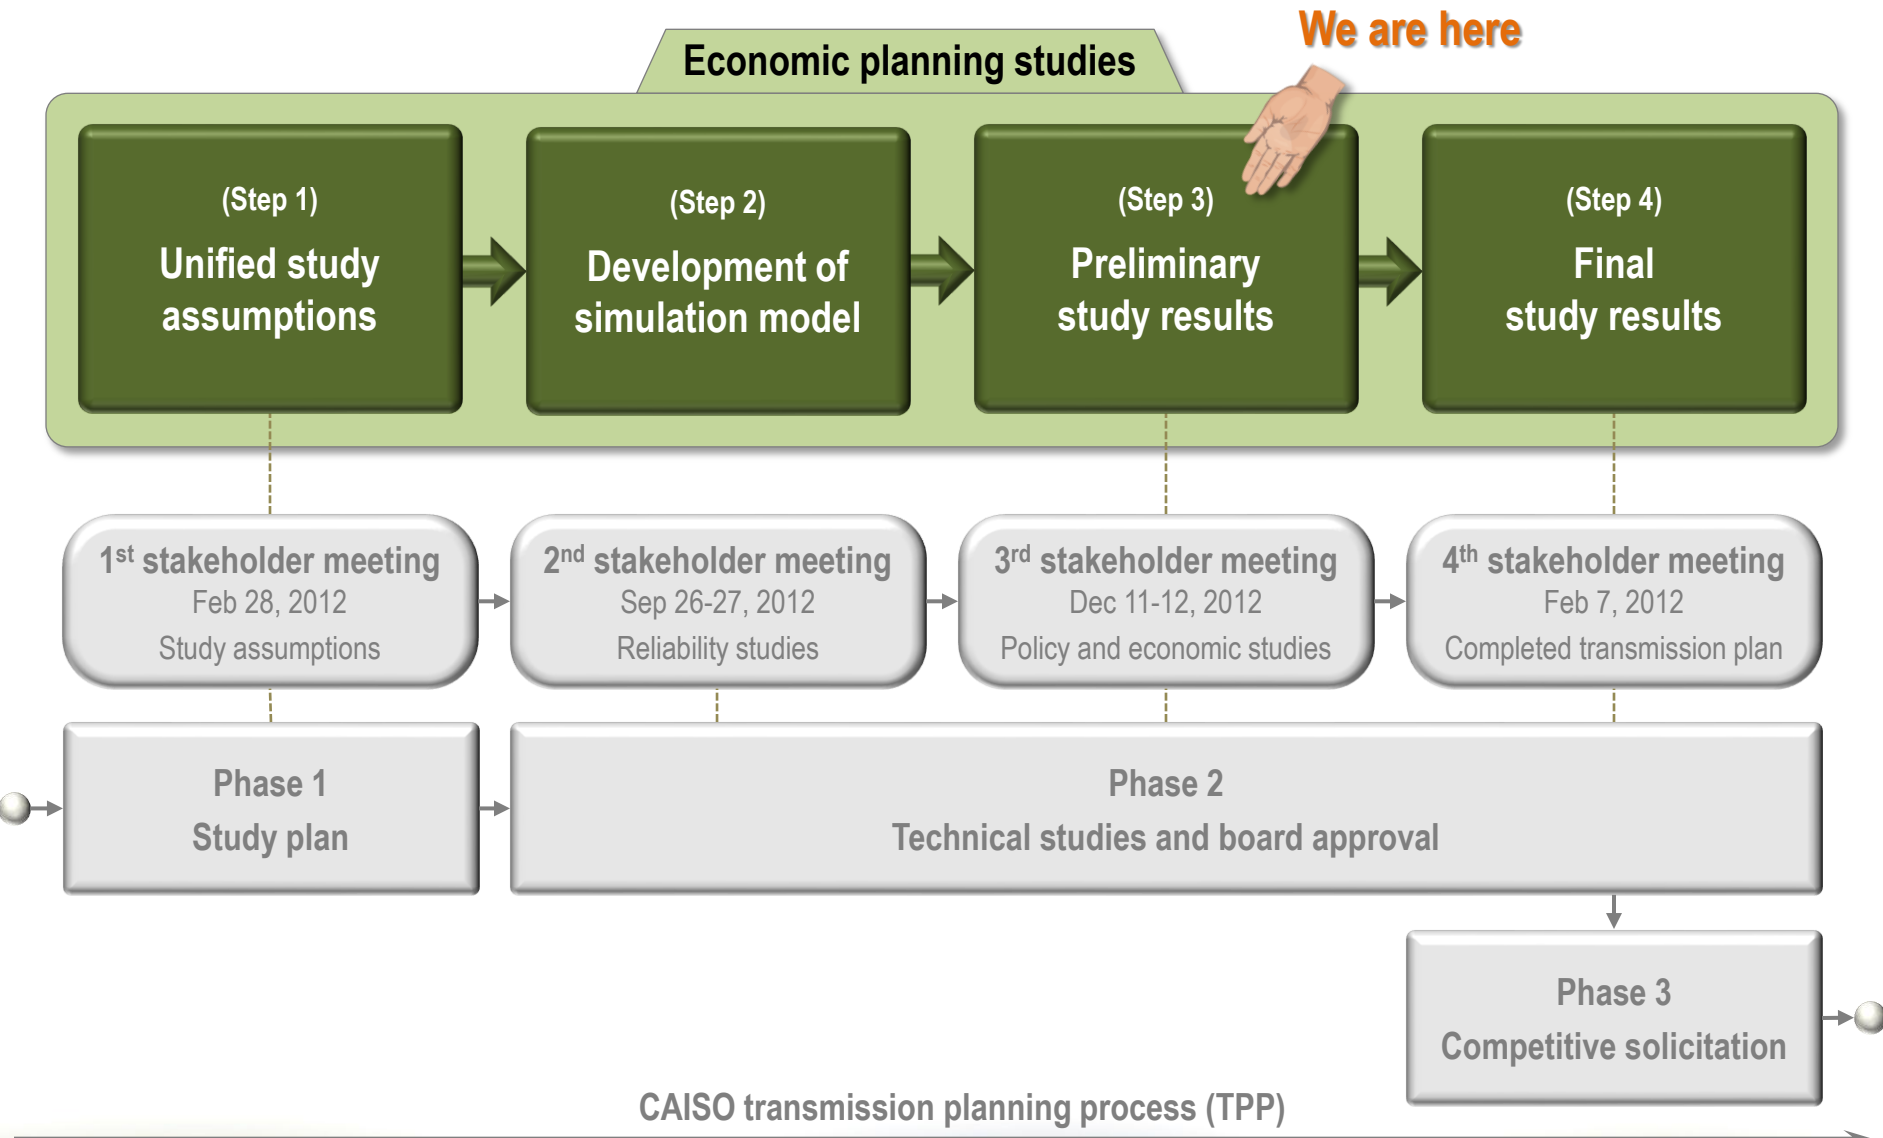 We are here
Economic planning studies
(Step 1)
Unified study
assumptions
(Step 2)
Development of
simulation model
(Step 3)
Preliminary
study results
(Step 4)
Final
study results
1st stakeholder meeting
Feb 28, 2012
Study assumptions
2nd stakeholder meeting
Sep 26-27, 2012
Reliability studies
3rd stakeholder meeting
Dec 11-12, 2012
Policy and economic studies
4th stakeholder meeting
Feb 7, 2012
Completed transmission plan
Phase 1
Study plan
Phase 2
Technical studies and board approval
Phase 3
Competitive solicitation
CAISO transmission planning process (TPP)